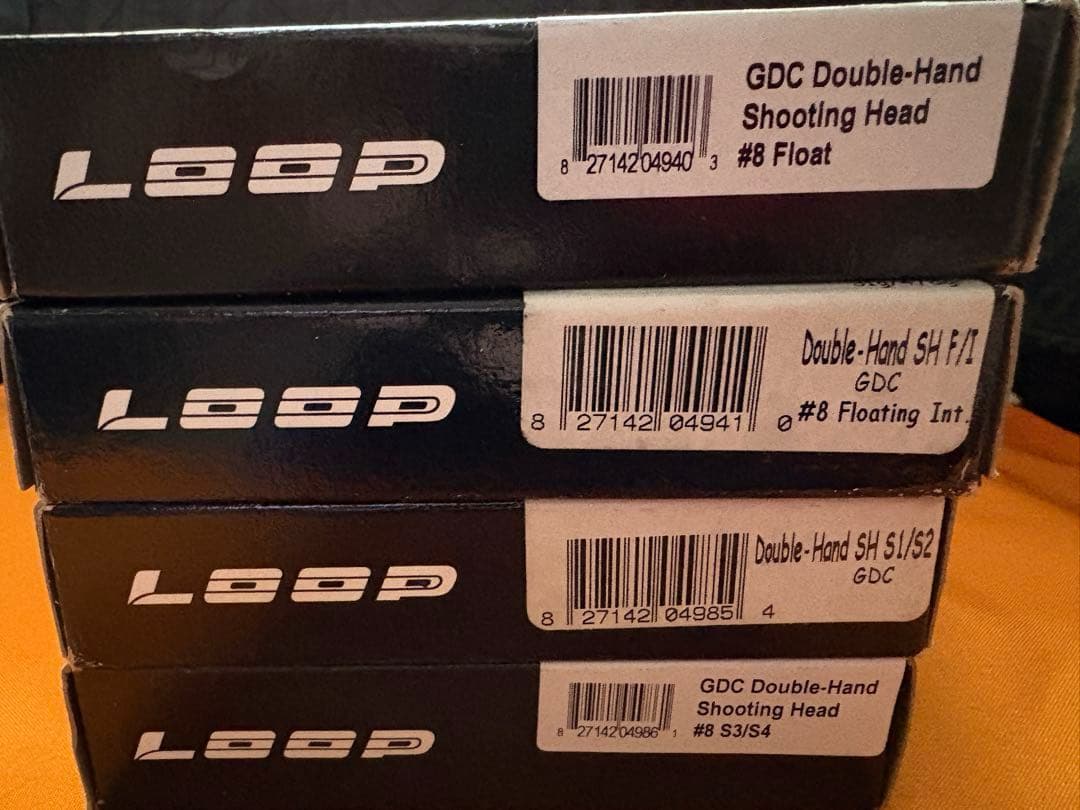 LOOP
GDC Double-Hand
Shooting Head
#8 Float
8 27142 04940 3
LOOP
Double-Hand SH F/I
GDC
#8 Floating Int.
8 27142 04941 0
LOOP
Double-Hand SH S1/S2
GDC
8 27142 04985 4
LOOP
GDC Double-Hand
Shooting Head
#8 S3/S4
8 27142 04986 1